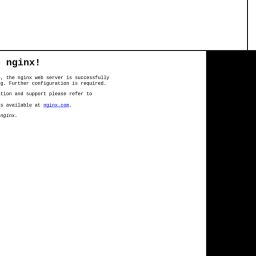 nginx!
, the nginx web server is successfully
g. Further configuration is required.
tion and support please refer to
s available at nginx.com.
nginx.